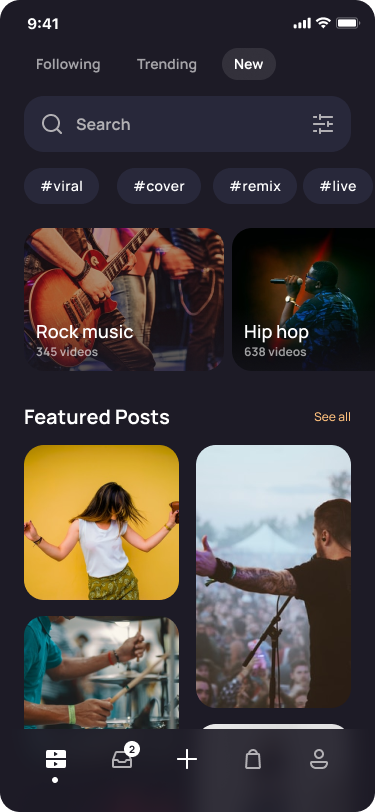 9:41
Following Trending New
Search
#viral #cover #remix #live
Rock music Hip hop
345 videos 638 videos
Featured Posts See all
2